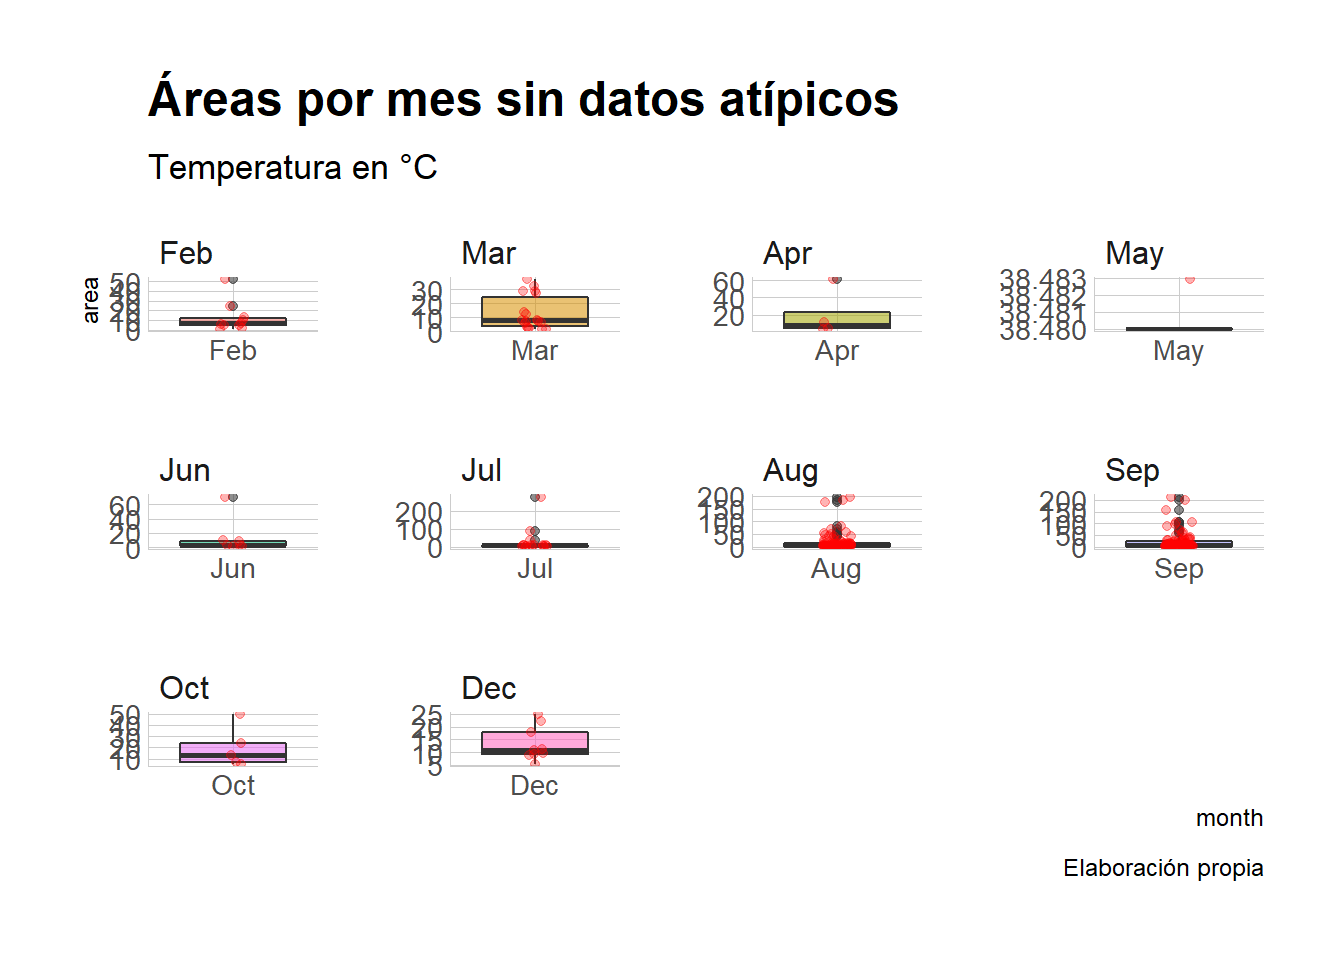 Áreas por mes sin datos atípicos
Temperatura en °C
area
Feb
50
40
30
20
10
0
Feb
Mar
30
20
10
0
Mar
Apr
60
40
20
Apr
May
38.483
38.482
38.481
38.480
May
Jun
60
40
20
0
Jun
Jul
200
100
0
Jul
Aug
200
150
100
50
0
Aug
Sep
200
150
100
50
0
Sep
Oct
50
40
30
20
10
Oct
Dec
25
20
15
10
5
Dec
month
Elaboración propia